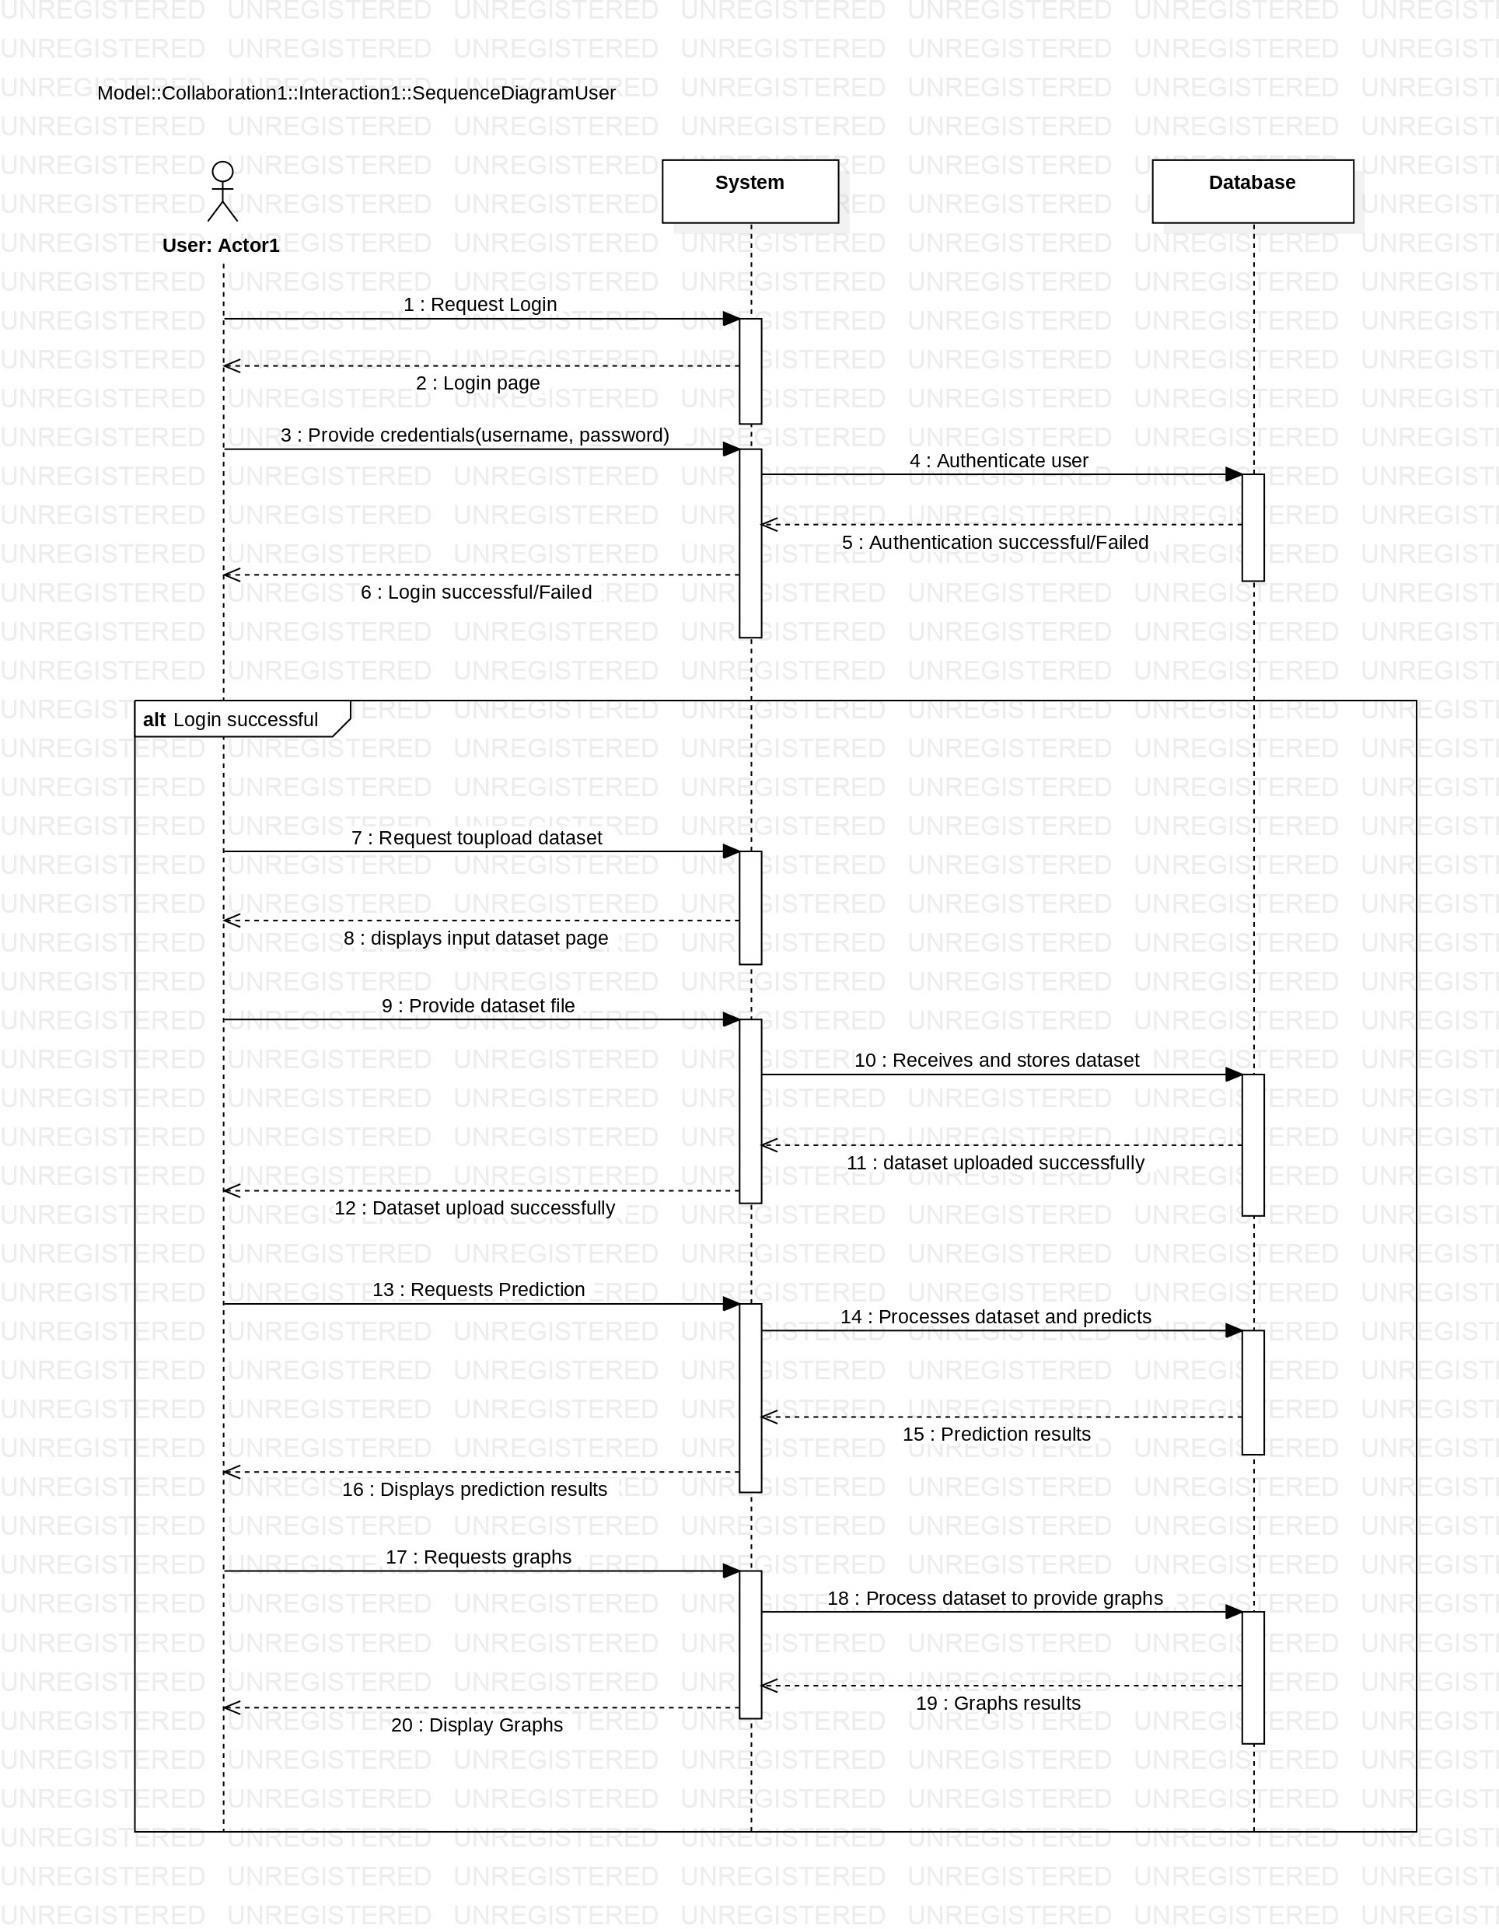 Model::Collaboration1::Interaction1::SequenceDiagramUser
System
Database
User: Actor1
1 : Request Login
2 : Login page
3 : Provide credentials(username, password)
4 : Authenticate user
5 : Authentication successful/Failed
6 : Login successful/Failed
alt Login successful
7 : Request toupload dataset
8 : displays input dataset page
9 : Provide dataset file
10 : Receives and stores dataset
11 : dataset uploaded successfully
12 : Dataset upload successfully
13 : Requests Prediction
14 : Processes dataset and predicts
15 : Prediction results
16 : Displays prediction results
17 : Requests graphs
18 : Process dataset to provide graphs
19 : Graphs results
20 : Display Graphs
UNREGISTERED